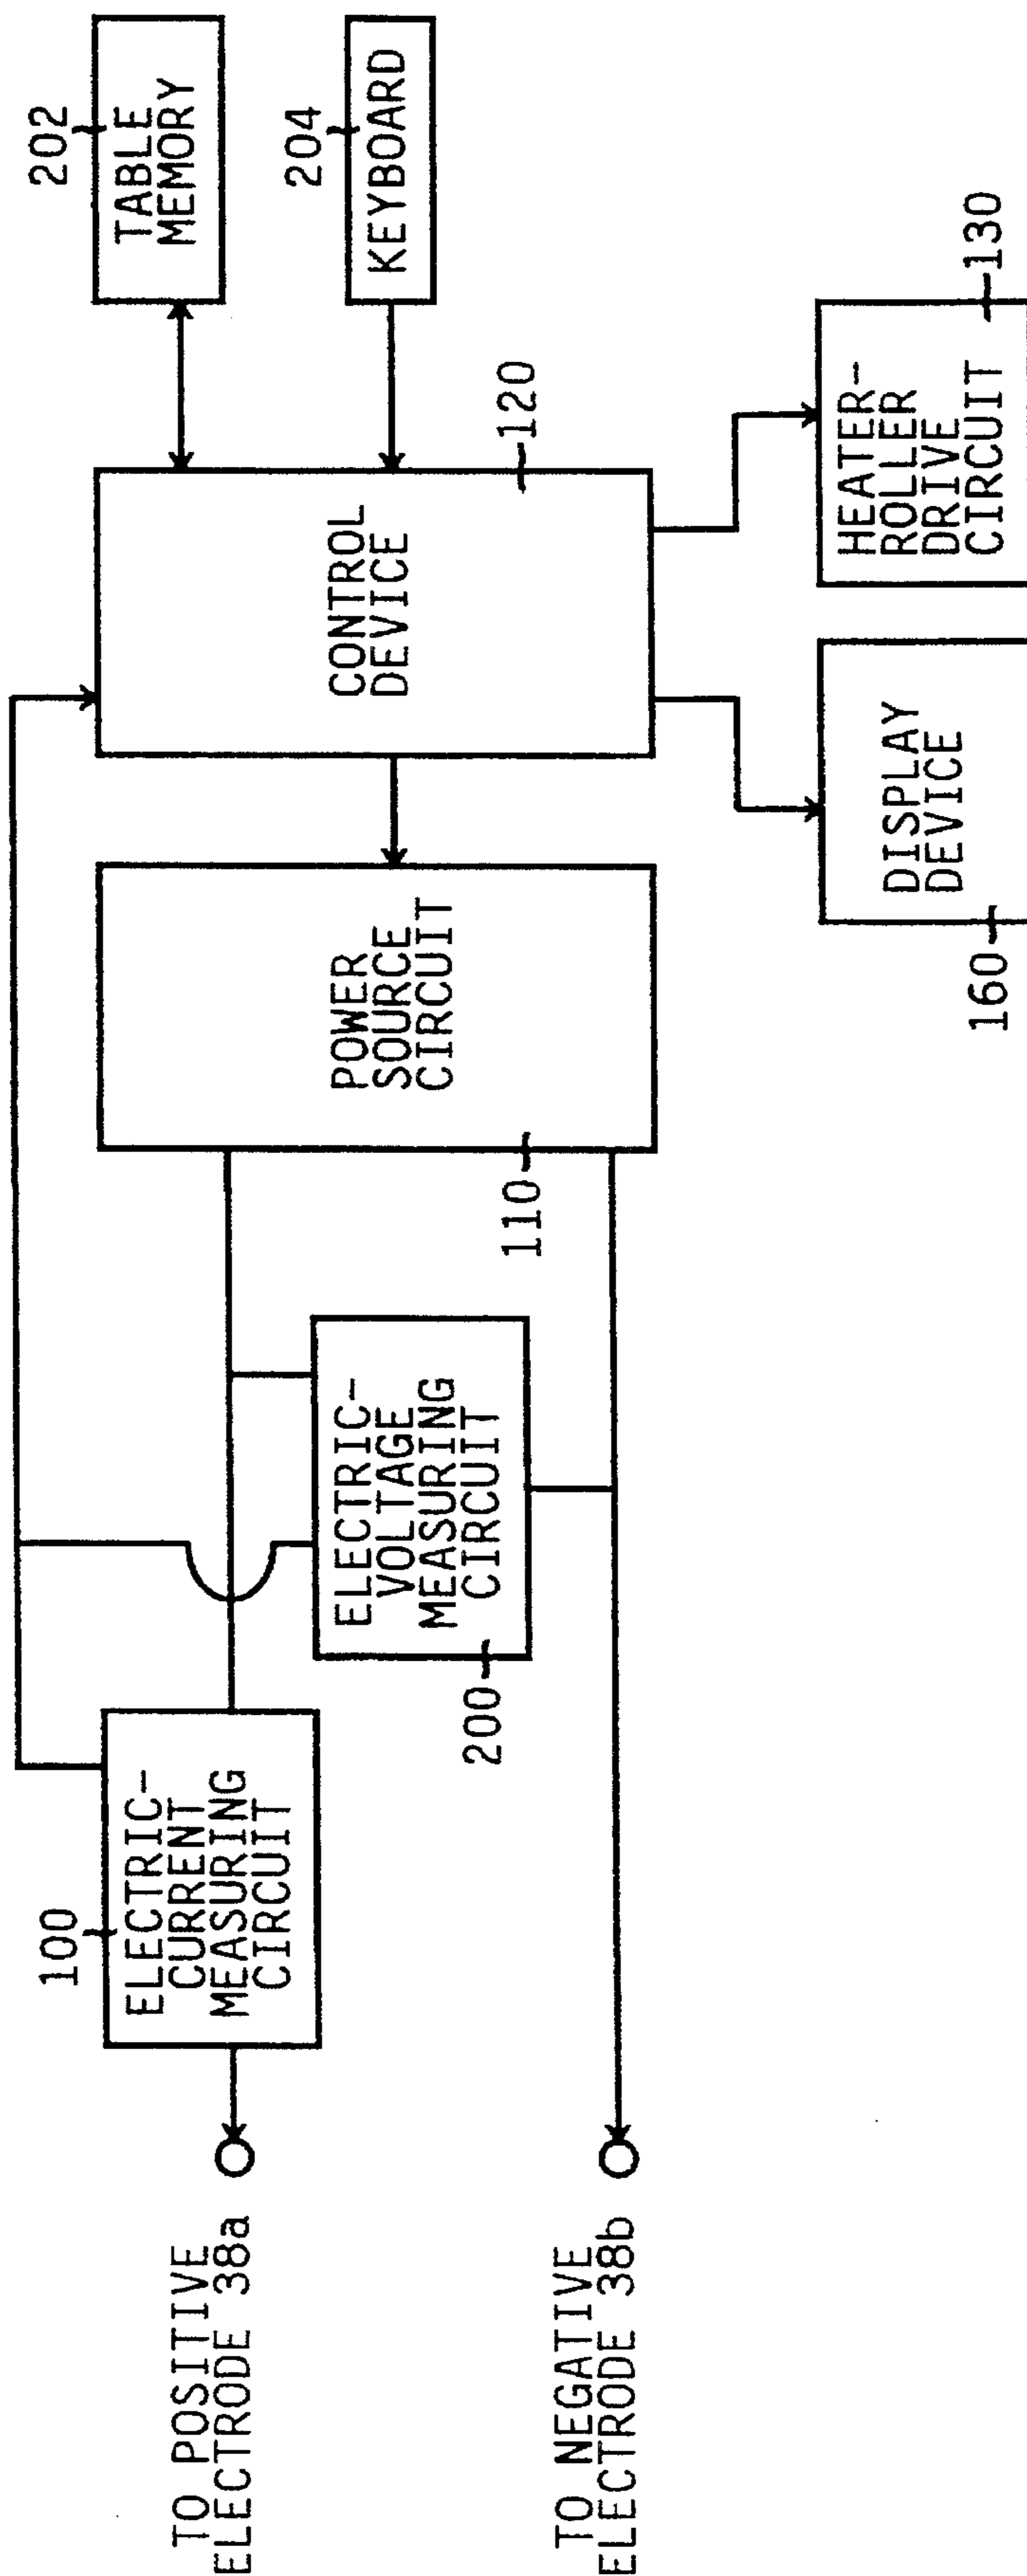 202
TABLE
MEMORY
204
KEYBOARD
120
CONTROL
DEVICE
HEATER-
ROLLER
DRIVE
CIRCUIT
130
DISPLAY
DEVICE
160
POWER
SOURCE
CIRCUIT
110
ELECTRIC-
VOLTAGE
MEASURING
CIRCUIT
200
100
ELECTRIC-
CURRENT
MEASURING
CIRCUIT
TO POSITIVE
ELECTRODE 38a
TO NEGATIVE
ELECTRODE 38b